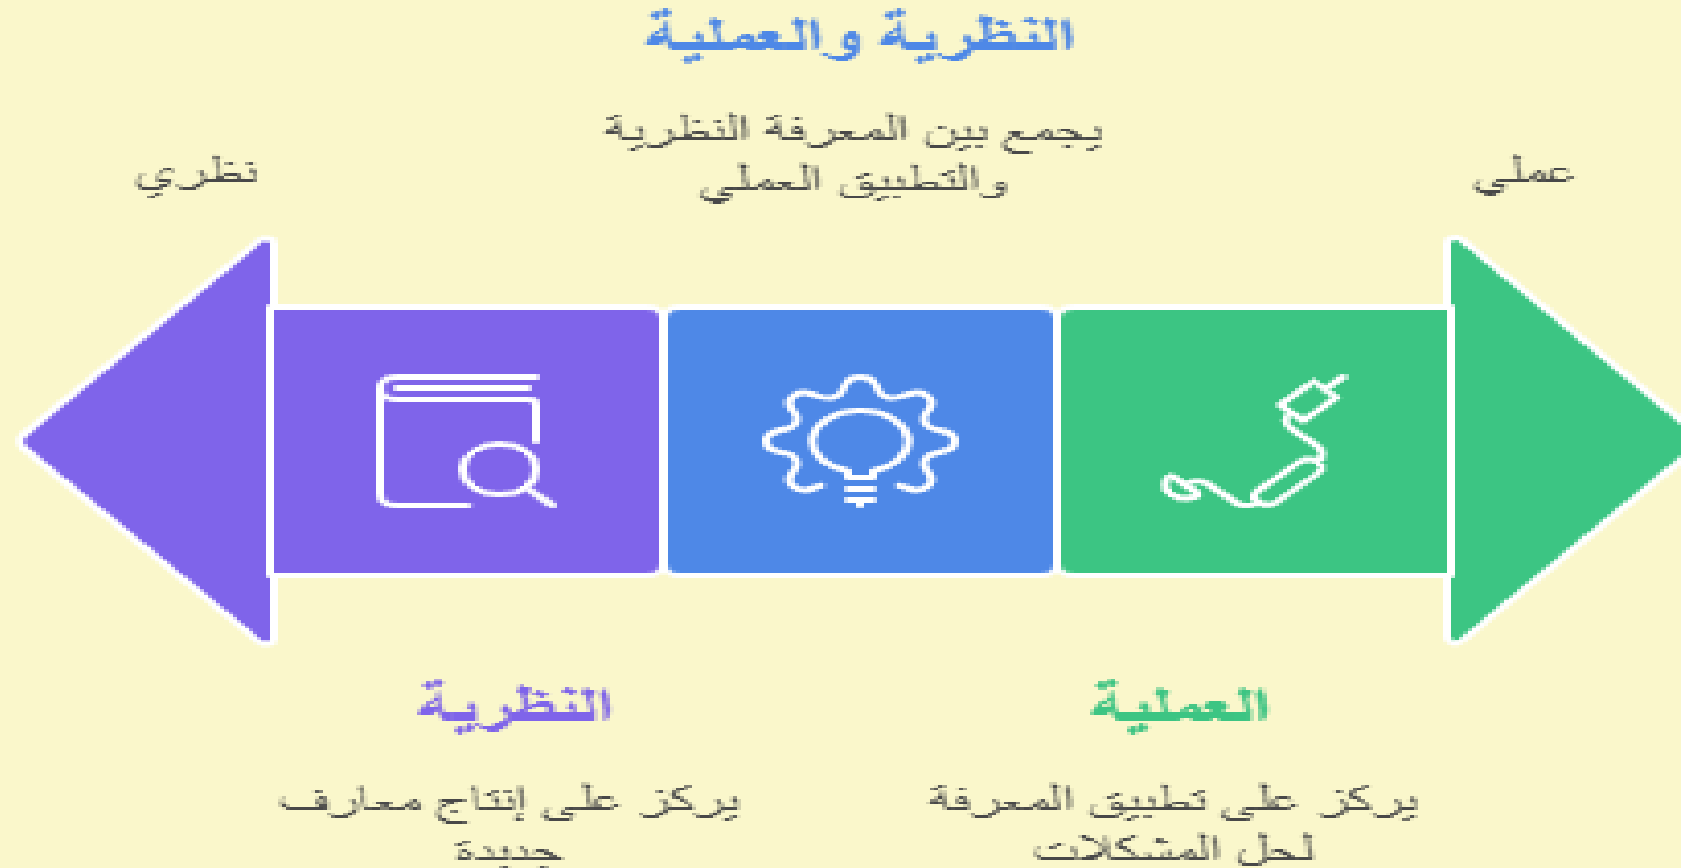 النظرية والعملية
يجمع بين المعرفة النظرية
والتطبيق العملي
عملي
نظري
العملية
يركز على تطبيق المعرفة
لحل المشكلات
النظرية
يركز على إنتاج معارف
جديدة